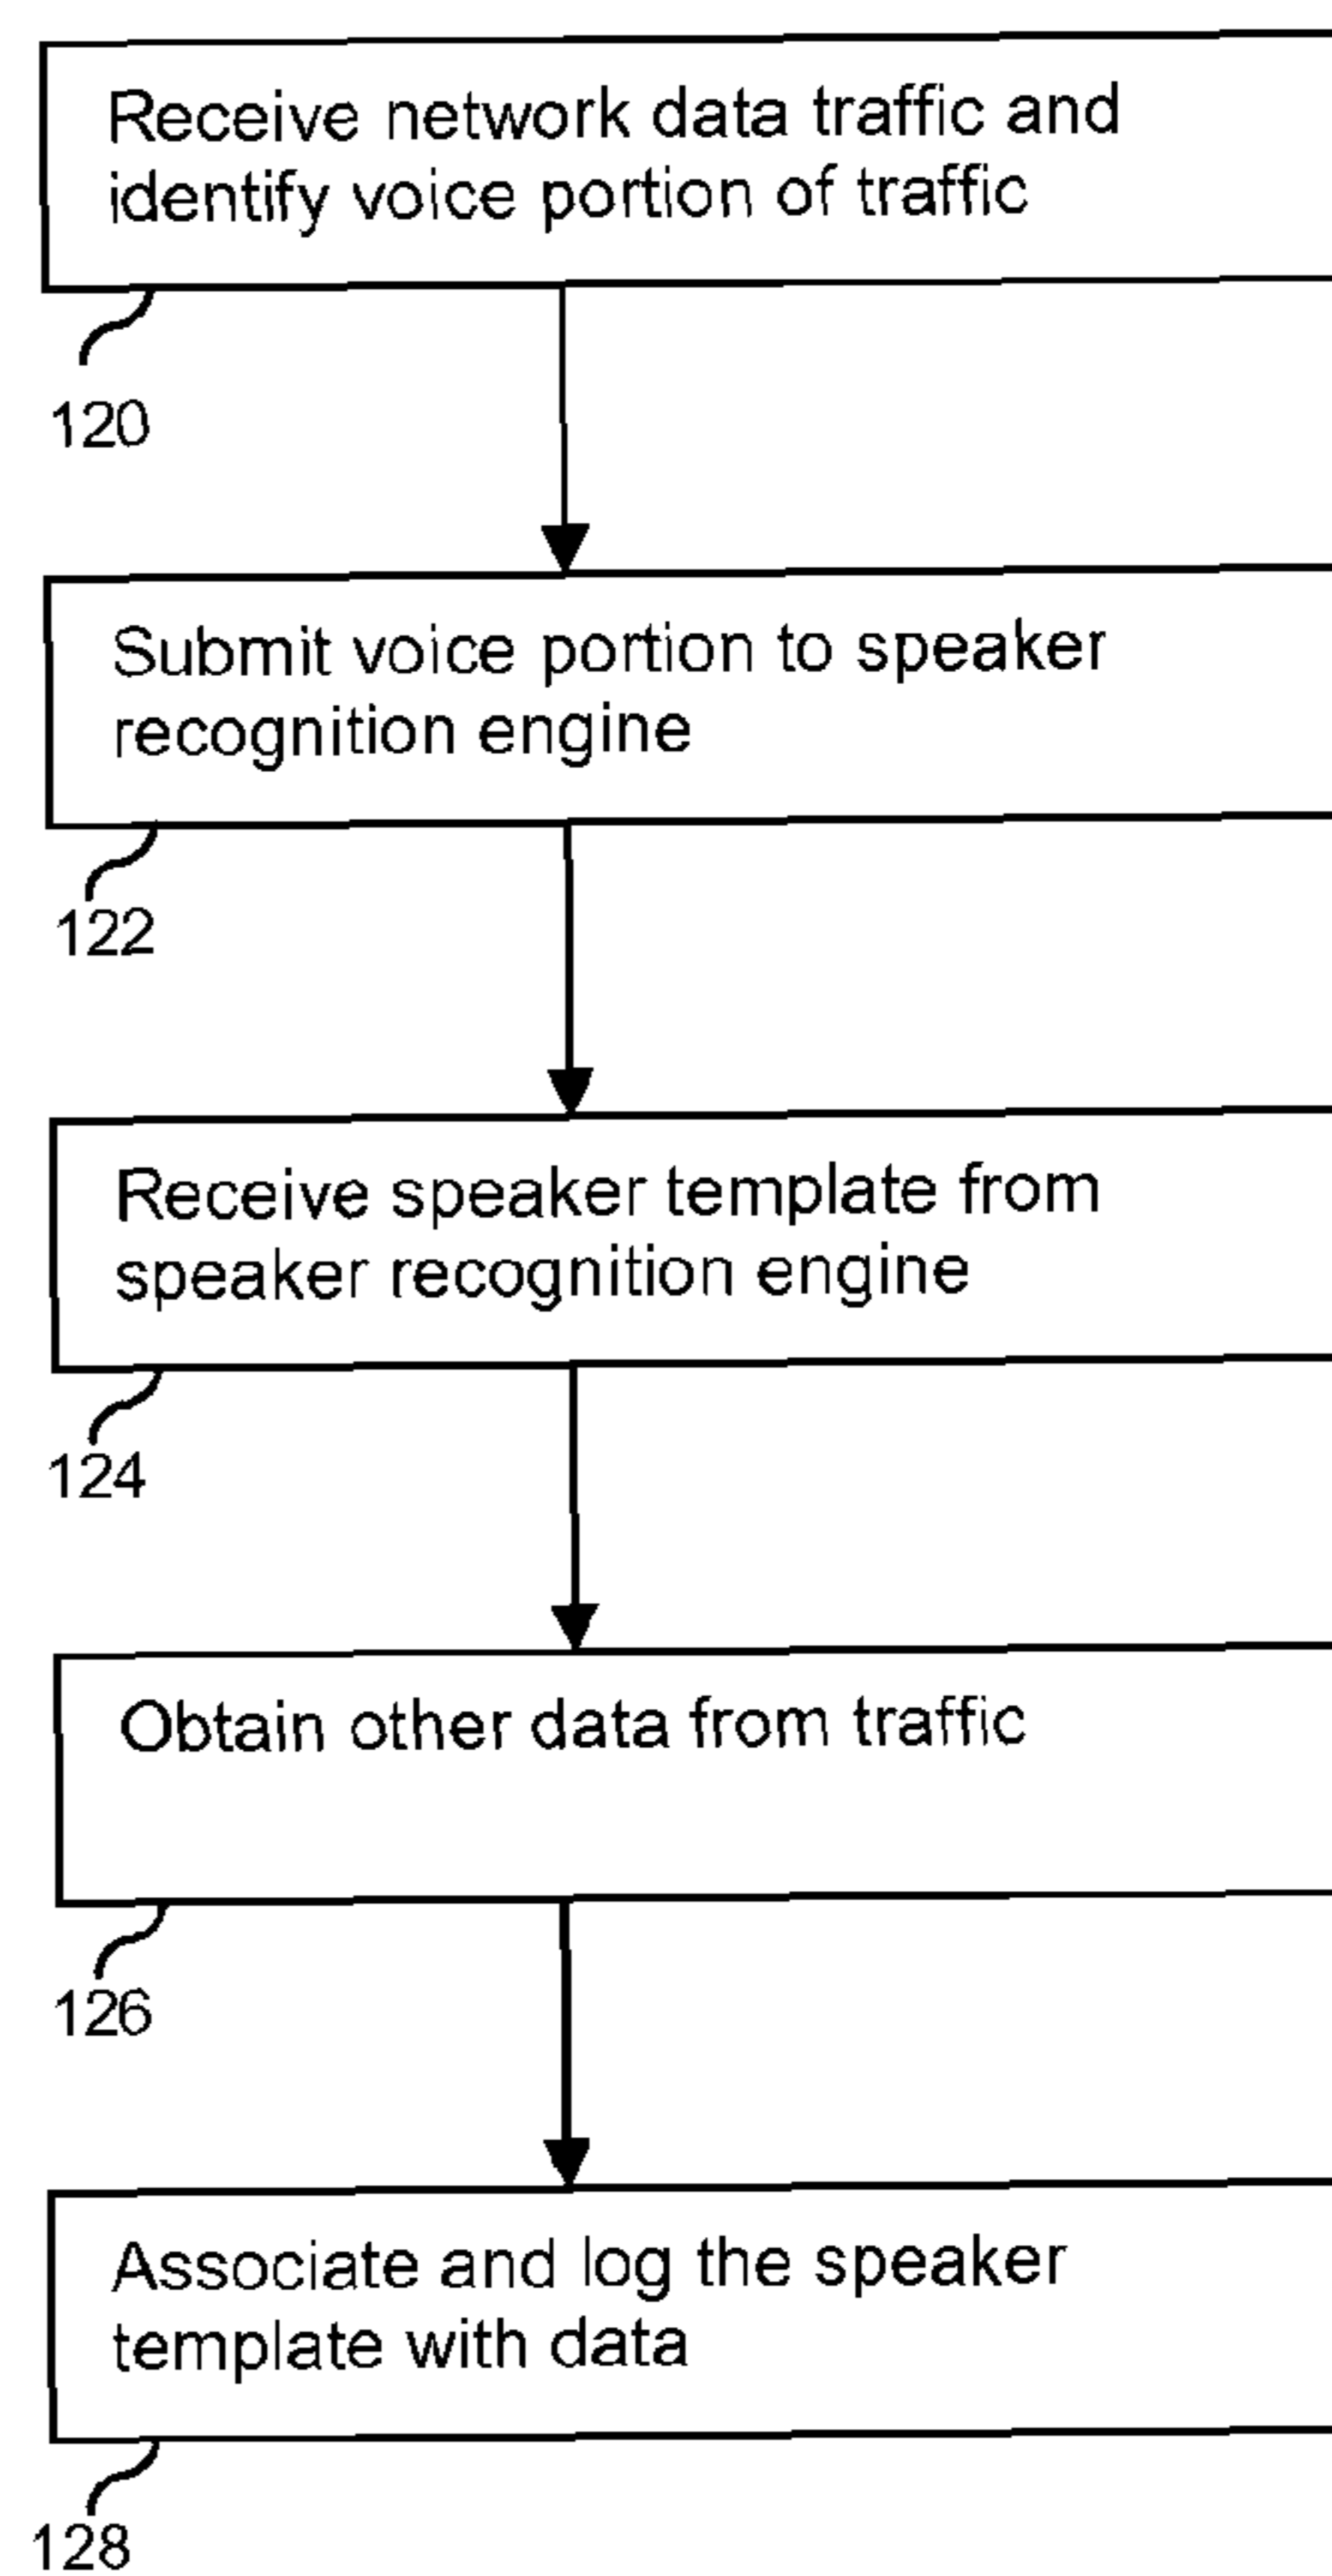 Receive network data traffic and
identify voice portion of traffic
120
Submit voice portion to speaker
recognition engine
122
Receive speaker template from
speaker recognition engine
124
Obtain other data from traffic
126
Associate and log the speaker
template with data
128